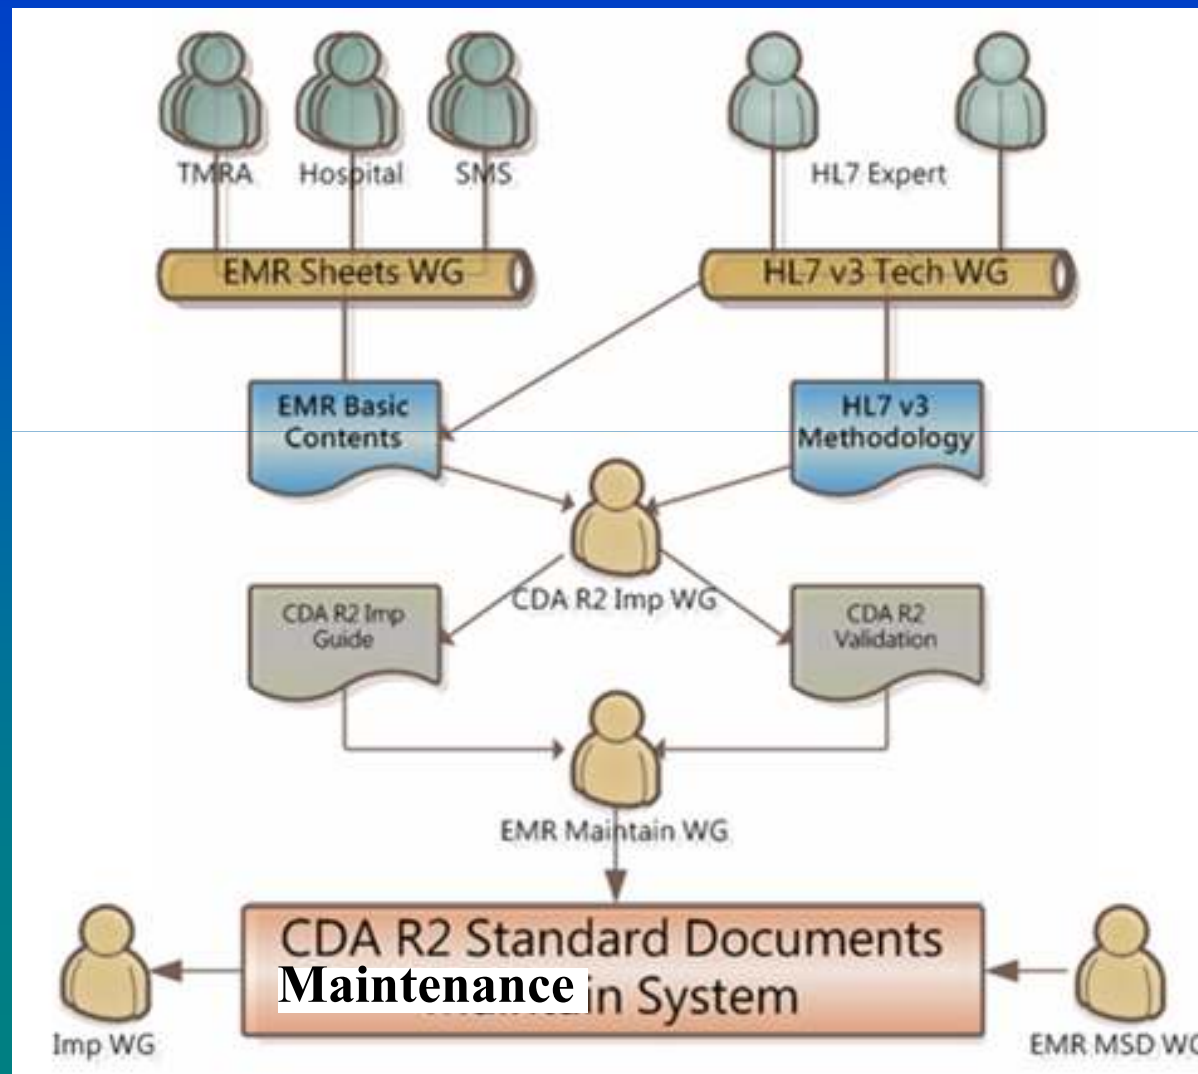 TMRA Hospital SMS HL7 Expert
EMR Sheets WG HL7 v3 Tech WG
EMR Basic
Contents
HL7 v3
Methodology
CDA R2 Imp WG
CDA R2 Imp
Guide
CDA R2
Validation
EMR Maintain WG
CDA R2 Standard Documents
Maintenance in System
Imp WG
EMR MSD